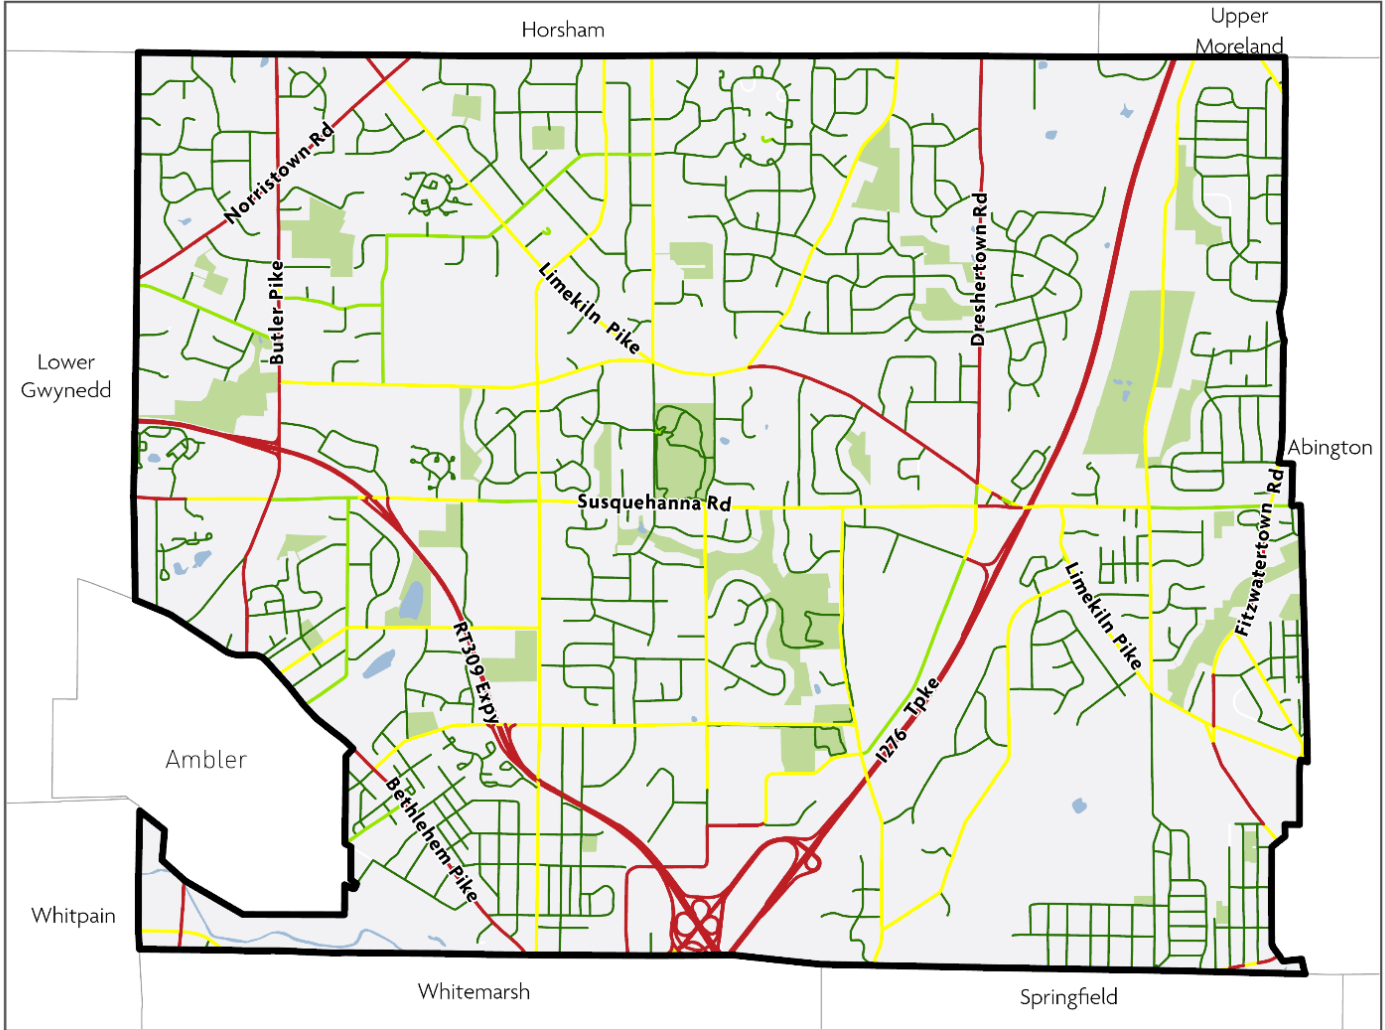 Horsham
Upper
Moreland
Norristown Rd
Butler Pike
Limekiln Pike
Dreshertown Rd
Lower
Gwynedd
Abington
Susquehanna Rd
Fitzwatertown Rd
Limekiln Pike
RT309 Expy
I276 Tpke
Ambler
Bethlehem Pike
Whitpain
Whitemarsh
Springfield